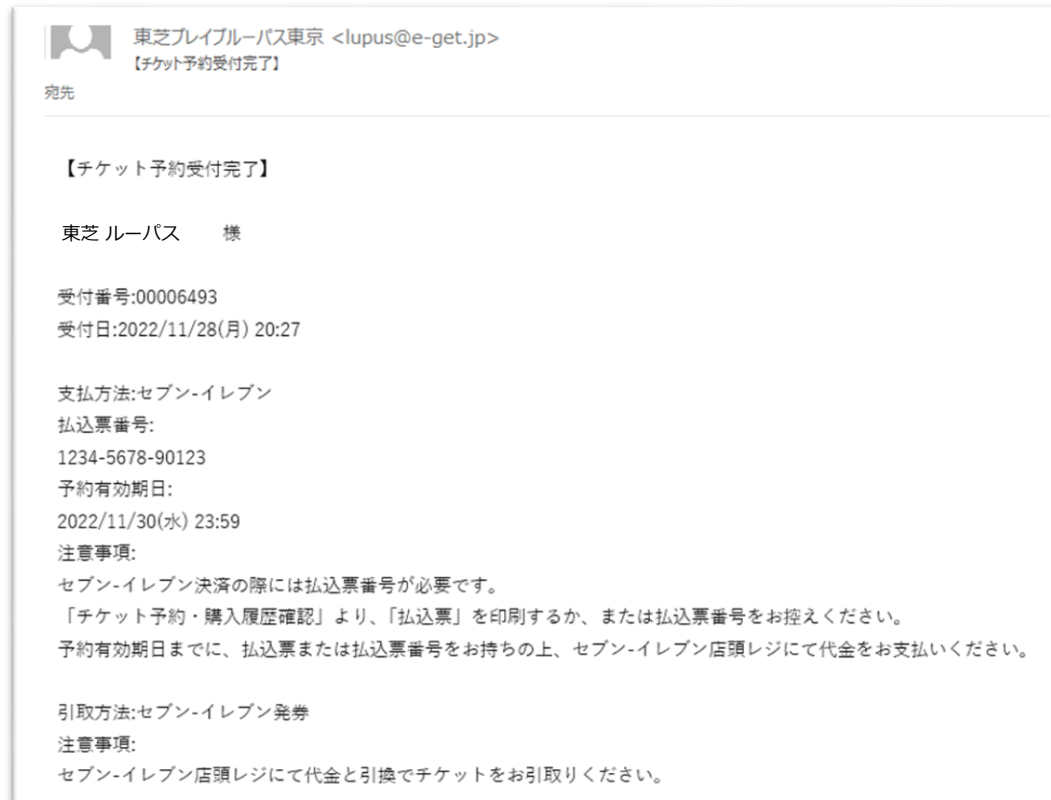 東芝ブレイブルーパス東京 <lupus@e-get.jp>
【チケット予約受付完了】
宛先
【チケット予約受付完了】
東芝 ルーパス 様
受付番号:00006493
受付日:2022/11/28(月) 20:27
支払方法:セブン-イレブン
払込票番号:
1234-5678-90123
予約有効期日:
2022/11/30(水) 23:59
注意事項:
セブン-イレブン決済の際には払込票番号が必要です。
「チケット予約・購入履歴確認」より、「払込票」を印刷するか、または払込票番号をお控えください。
予約有効期日までに、払込票または払込票番号をお持ちの上、セブン-イレブン店頭レジにて代金をお支払いください。
引取方法:セブン-イレブン発券
注意事項:
セブン-イレブン店頭レジにて代金と引換でチケットをお引取りください。